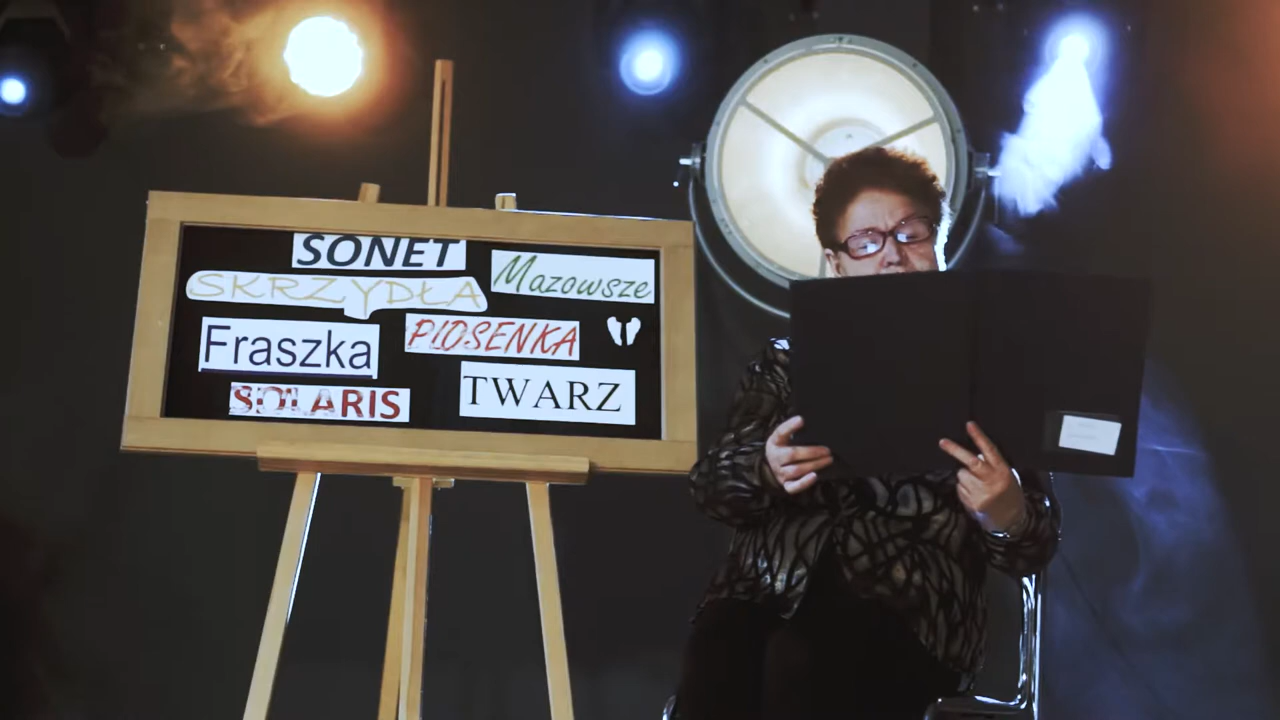 SONET
Mazowsze
SKRZYDŁA
PIOSENKA
Fraszka
TWARZ
SOLARIS